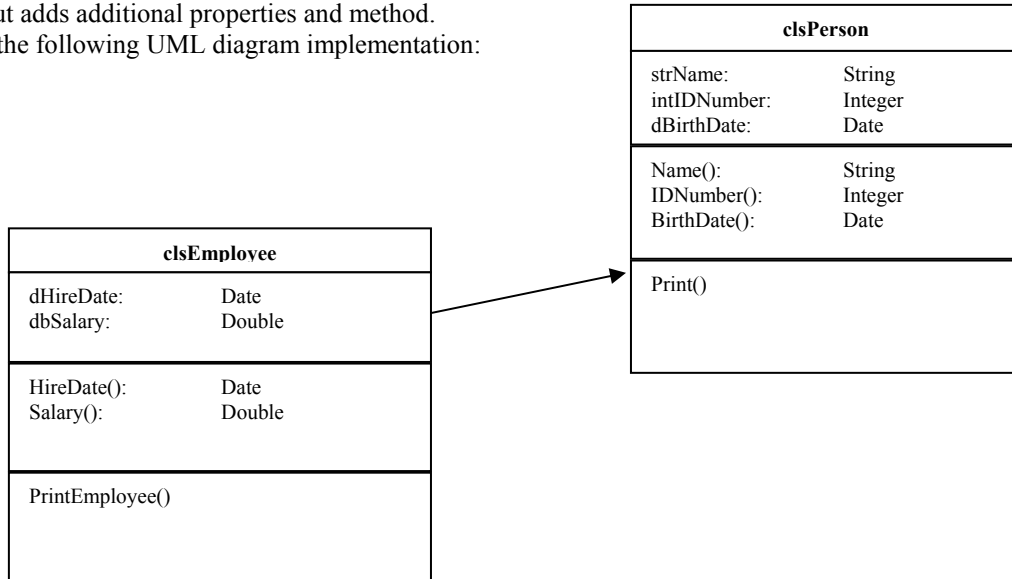 ut adds additional properties and method.
the following UML diagram implementation:
clsPerson
strName: String
intIDNumber: Integer
dBirthDate: Date
Name(): String
IDNumber(): Integer
BirthDate(): Date
Print()
clsEmployee
dHireDate: Date
dbSalary: Double
HireDate(): Date
Salary(): Double
PrintEmployee()